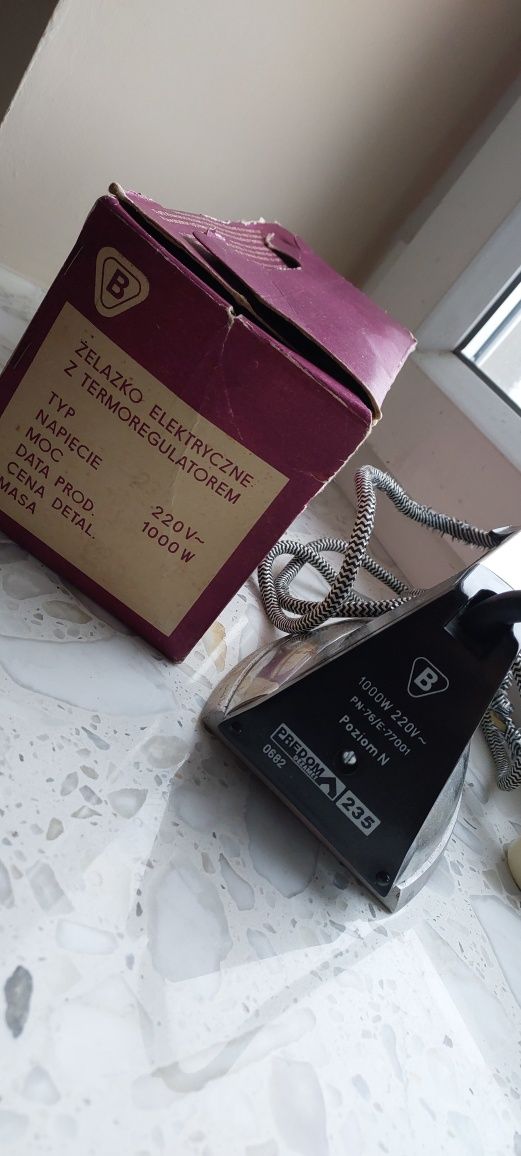 B
ŻELAZKO ELEKTRYCZNE
Z TERMOREGULATOREM
TYP
NAPIĘCIE 220V~
MOC 1000W
DATA PROD.
CENA DETAL.
MASA
B
1000W 220V~
PN-76/E-77001
Poziom N
PREDOM
0682
235